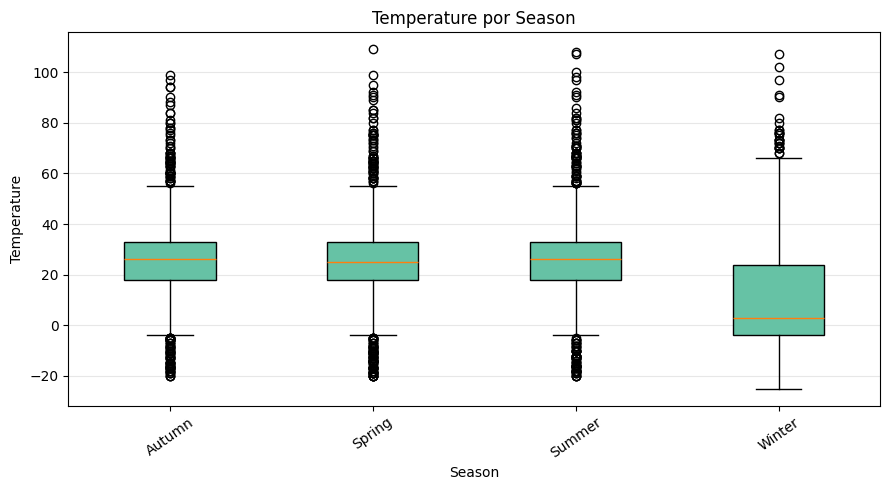 Temperature por Season
Temperature
100
80
60
40
20
0
−20
Autumn
Spring
Summer
Winter
Season